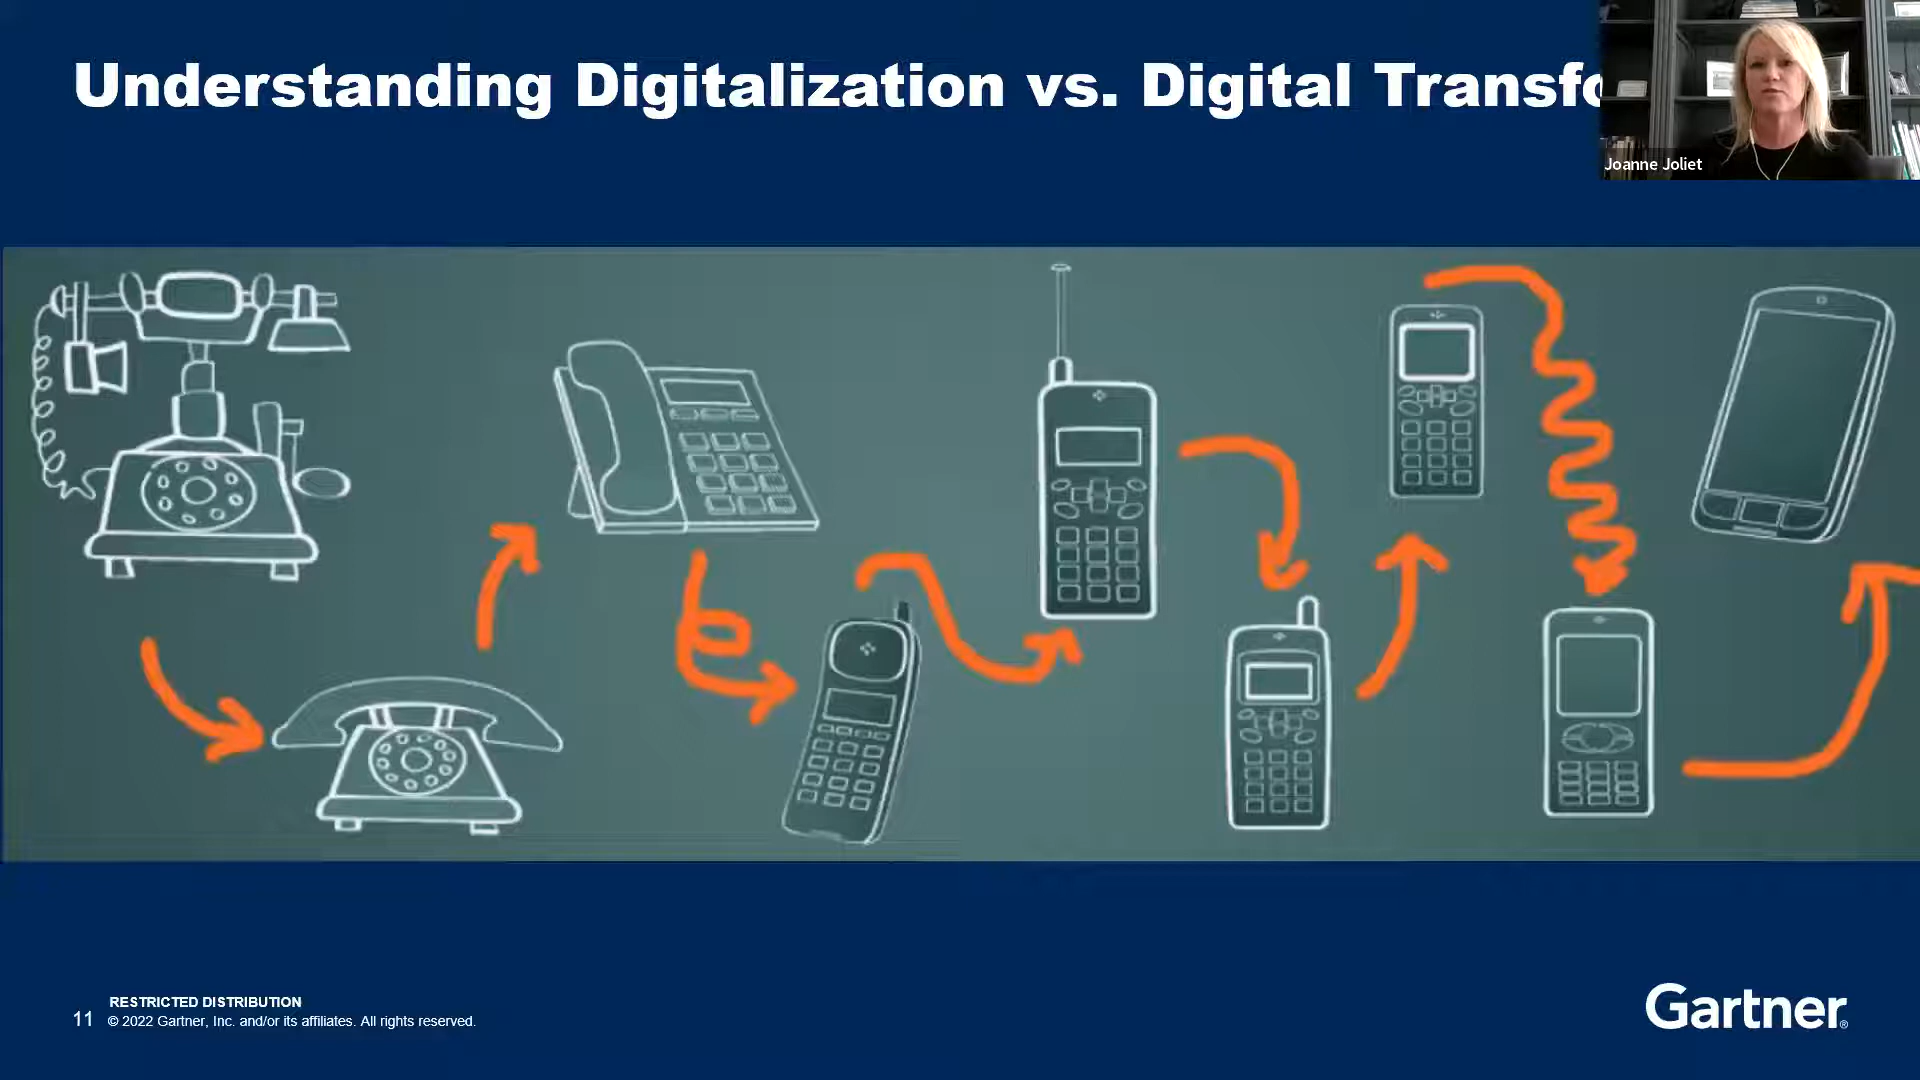 Understanding Digitalization vs. Digital Transfo
Joanne Joliet
RESTRICTED DISTRIBUTION
11 © 2022 Gartner, Inc. and/or its affiliates. All rights reserved.
Gartner®